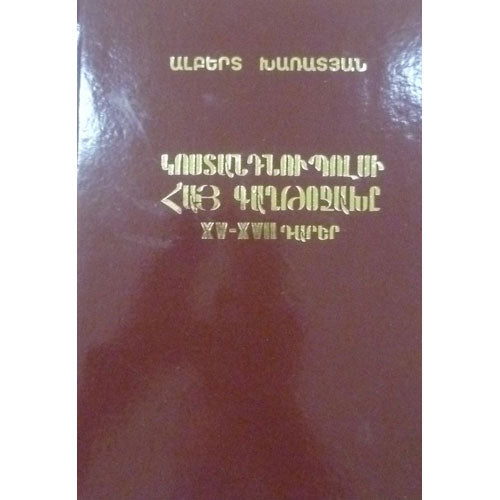 ԱԼԲԵՐՏ ԽԱՌԱՏՅԱՆ
ԿՈՍՏԱՆԴՆՈՒՊՈԼՍԻ
ՀԱՅ ԳԱՂԹՕՋԱԽԸ
XV-XVII ԴԱՐԵՐ